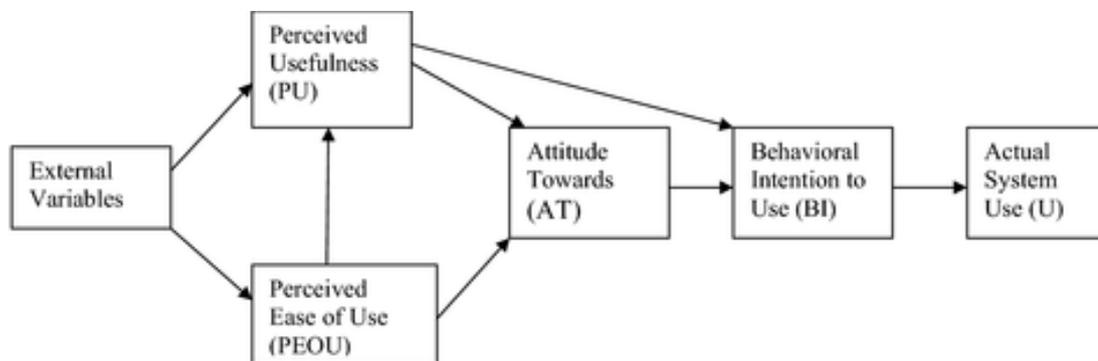 Perceived
Usefulness
(PU)
External
Variables
Perceived
Ease of Use
(PEOU)
Attitude
Towards
(AT)
Behavioral
Intention to
Use (BI)
Actual
System
Use (U)